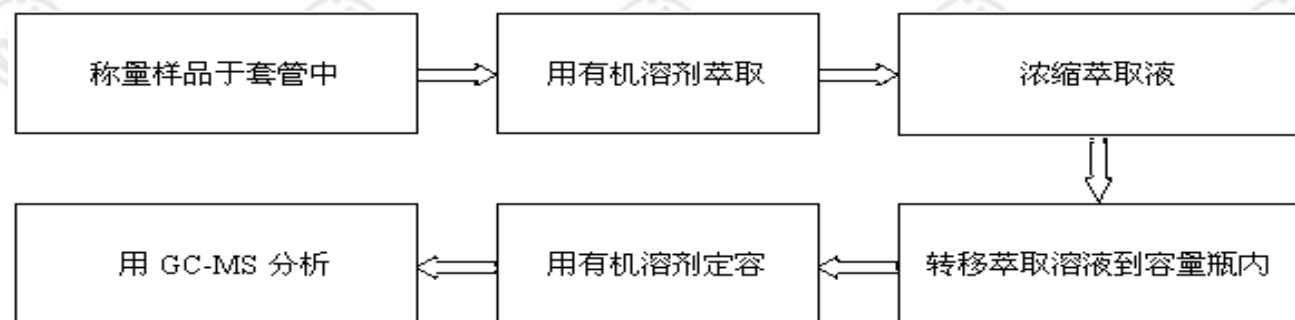 称量样品于套管中
用有机溶剂萃取
浓缩萃取液
转移萃取溶液到容量瓶内
用有机溶剂定容
用 GC-MS 分析